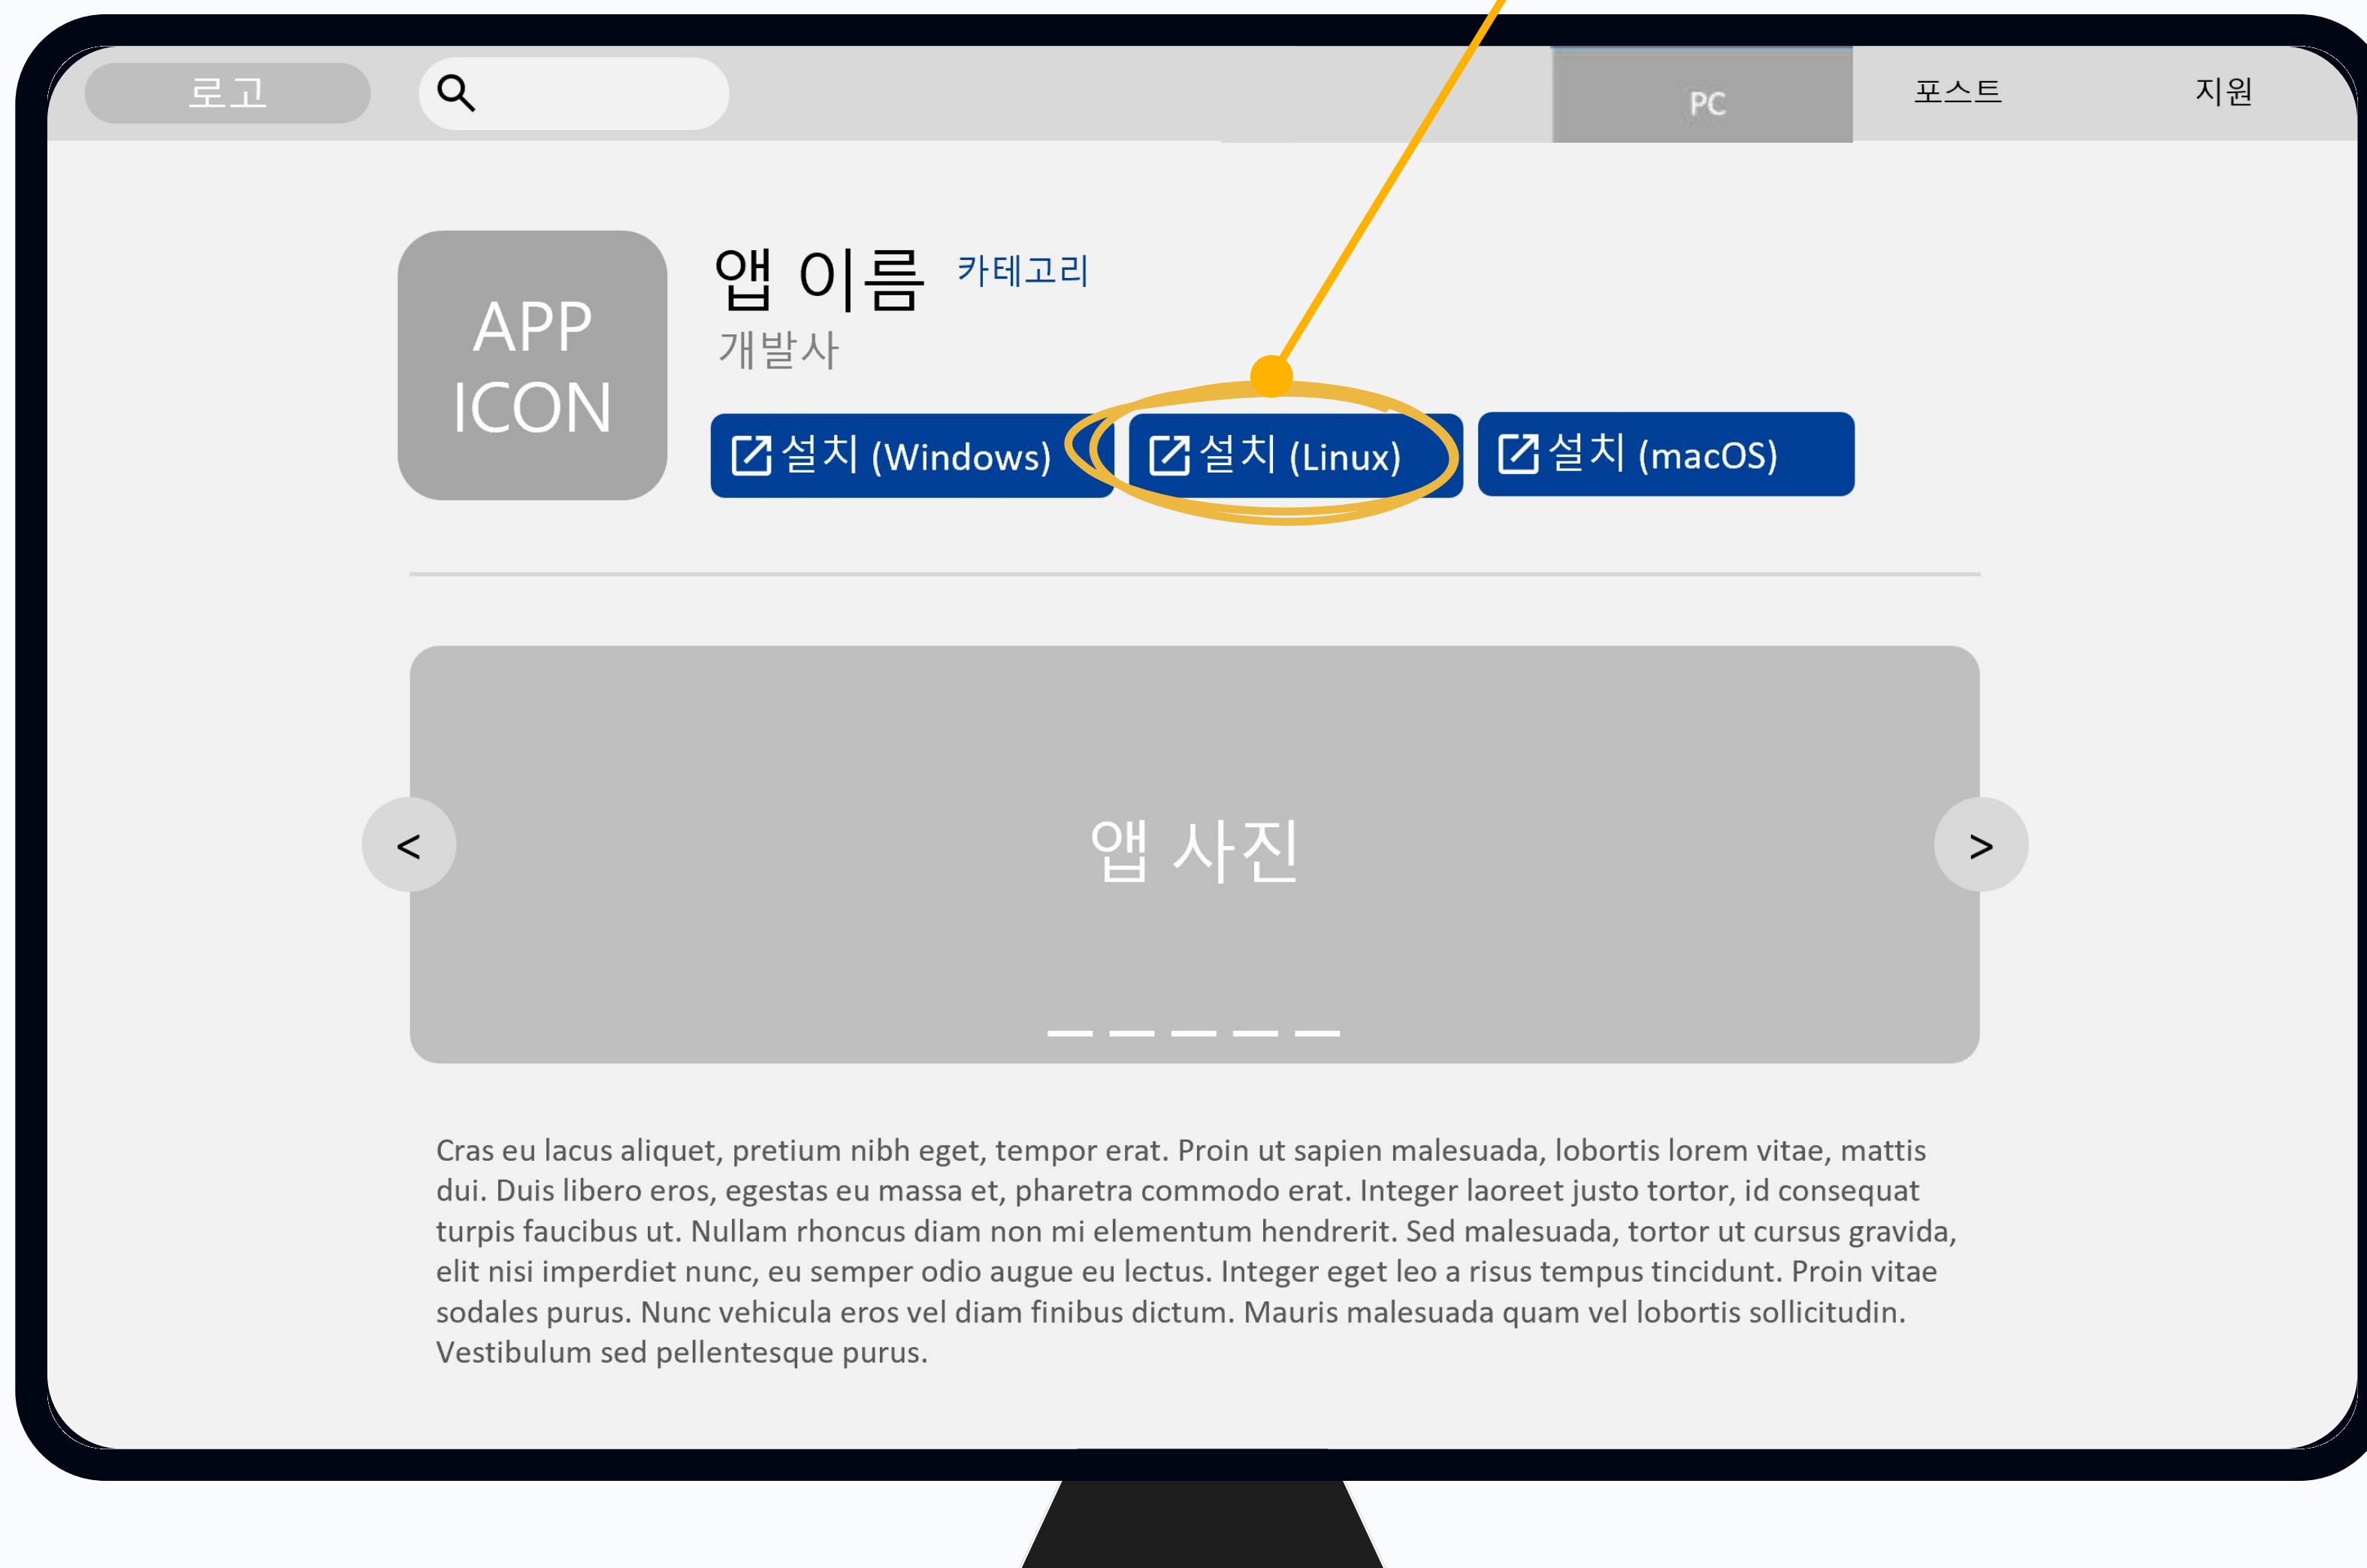 로고
PC
포스트
지원
APP
ICON
앱 이름 카테고리
개발사
설치 (Windows)
설치 (Linux)
설치 (macOS)
<
앱 사진
>
Cras eu lacus aliquet, pretium nibh eget, tempor erat. Proin ut sapien malesuada, lobortis lorem vitae, mattis
dui. Duis libero eros, egestas eu massa et, pharetra commodo erat. Integer laoreet justo tortor, id consequat
turpis faucibus ut. Nullam rhoncus diam non mi elementum hendrerit. Sed malesuada, tortor ut cursus gravida,
elit nisi imperdiet nunc, eu semper odio augue eu lectus. Integer eget leo a risus tempus tincidunt. Proin vitae
sodales purus. Nunc vehicula eros vel diam finibus dictum. Mauris malesuada quam vel lobortis sollicitudin.
Vestibulum sed pellentesque purus.